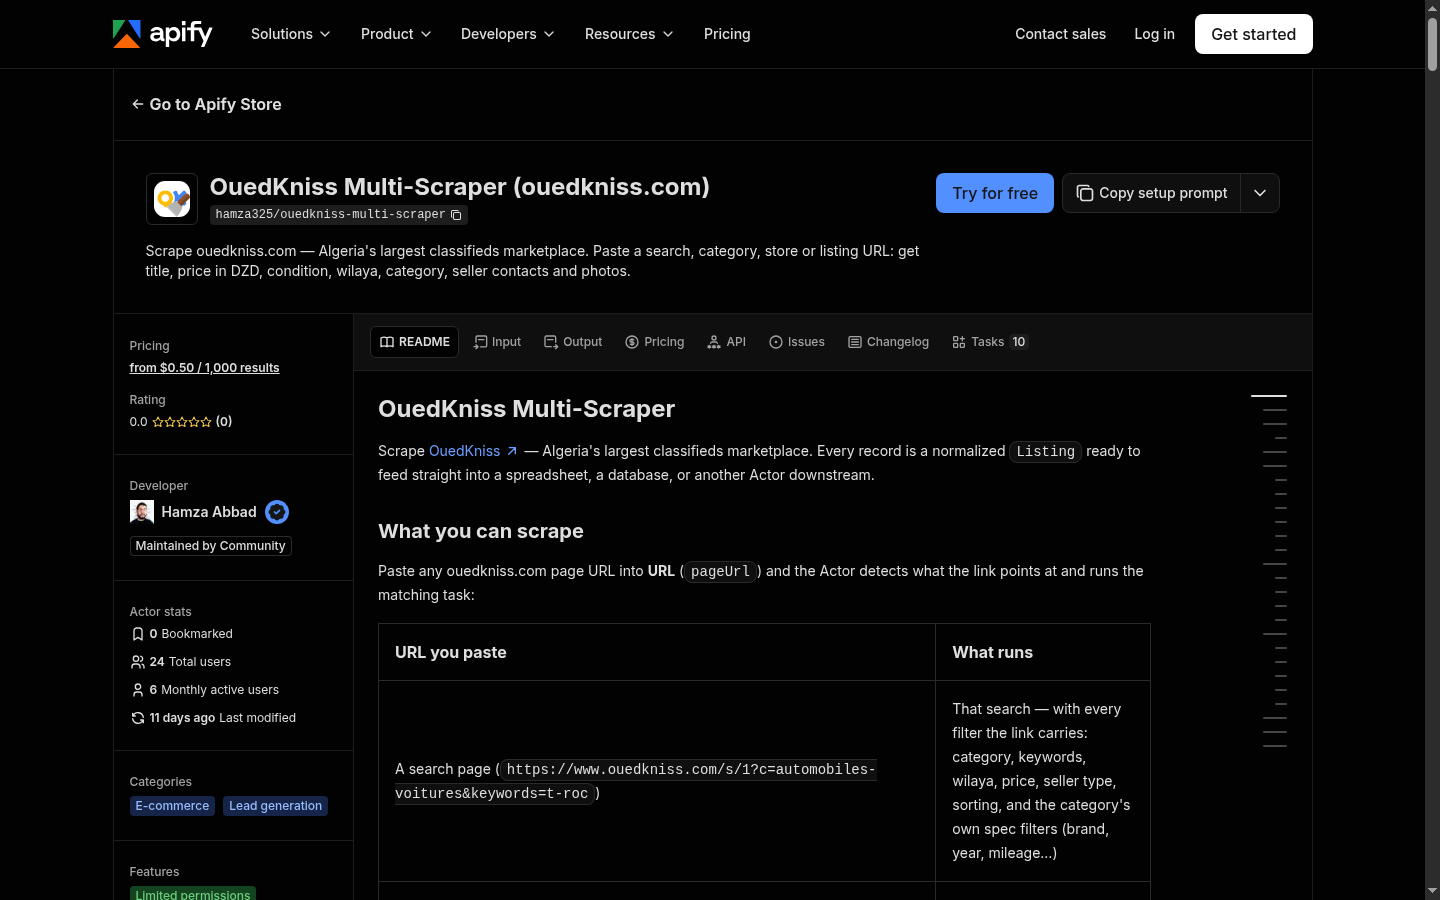 apify
Solutions
Product
Developers
Resources
Pricing
Contact sales
Log in
Get started
← Go to Apify Store
OuedKniss Multi-Scraper (ouedkniss.com)
hamza325/ouedkniss-multi-scraper
Try for free
Copy setup prompt
Scrape ouedkniss.com — Algeria's largest classifieds marketplace. Paste a search, category, store or listing URL: get
title, price in DZD, condition, wilaya, category, seller contacts and photos.
Pricing
from $0.50 / 1,000 results
Rating
0.0 (0)
Developer
Hamza Abbad
Maintained by Community
Actor stats
0 Bookmarked
24 Total users
6 Monthly active users
11 days ago Last modified
Categories
E-commerce
Lead generation
Features
Limited permissions
README
Input
Output
Pricing
API
Issues
Changelog
Tasks 10
OuedKniss Multi-Scraper
Scrape OuedKniss ↗ — Algeria's largest classifieds marketplace. Every record is a normalized Listing ready to
feed straight into a spreadsheet, a database, or another Actor downstream.
What you can scrape
Paste any ouedkniss.com page URL into URL (pageUrl) and the Actor detects what the link points at and runs the
matching task:
URL you paste
What runs
A search page (https://www.ouedkniss.com/s/1?c=automobiles-
voitures&keywords=t-roc)
That search — with every
filter the link carries:
category, keywords,
wilaya, price, seller type,
sorting, and the category's
own spec filters (brand,
year, mileage…)